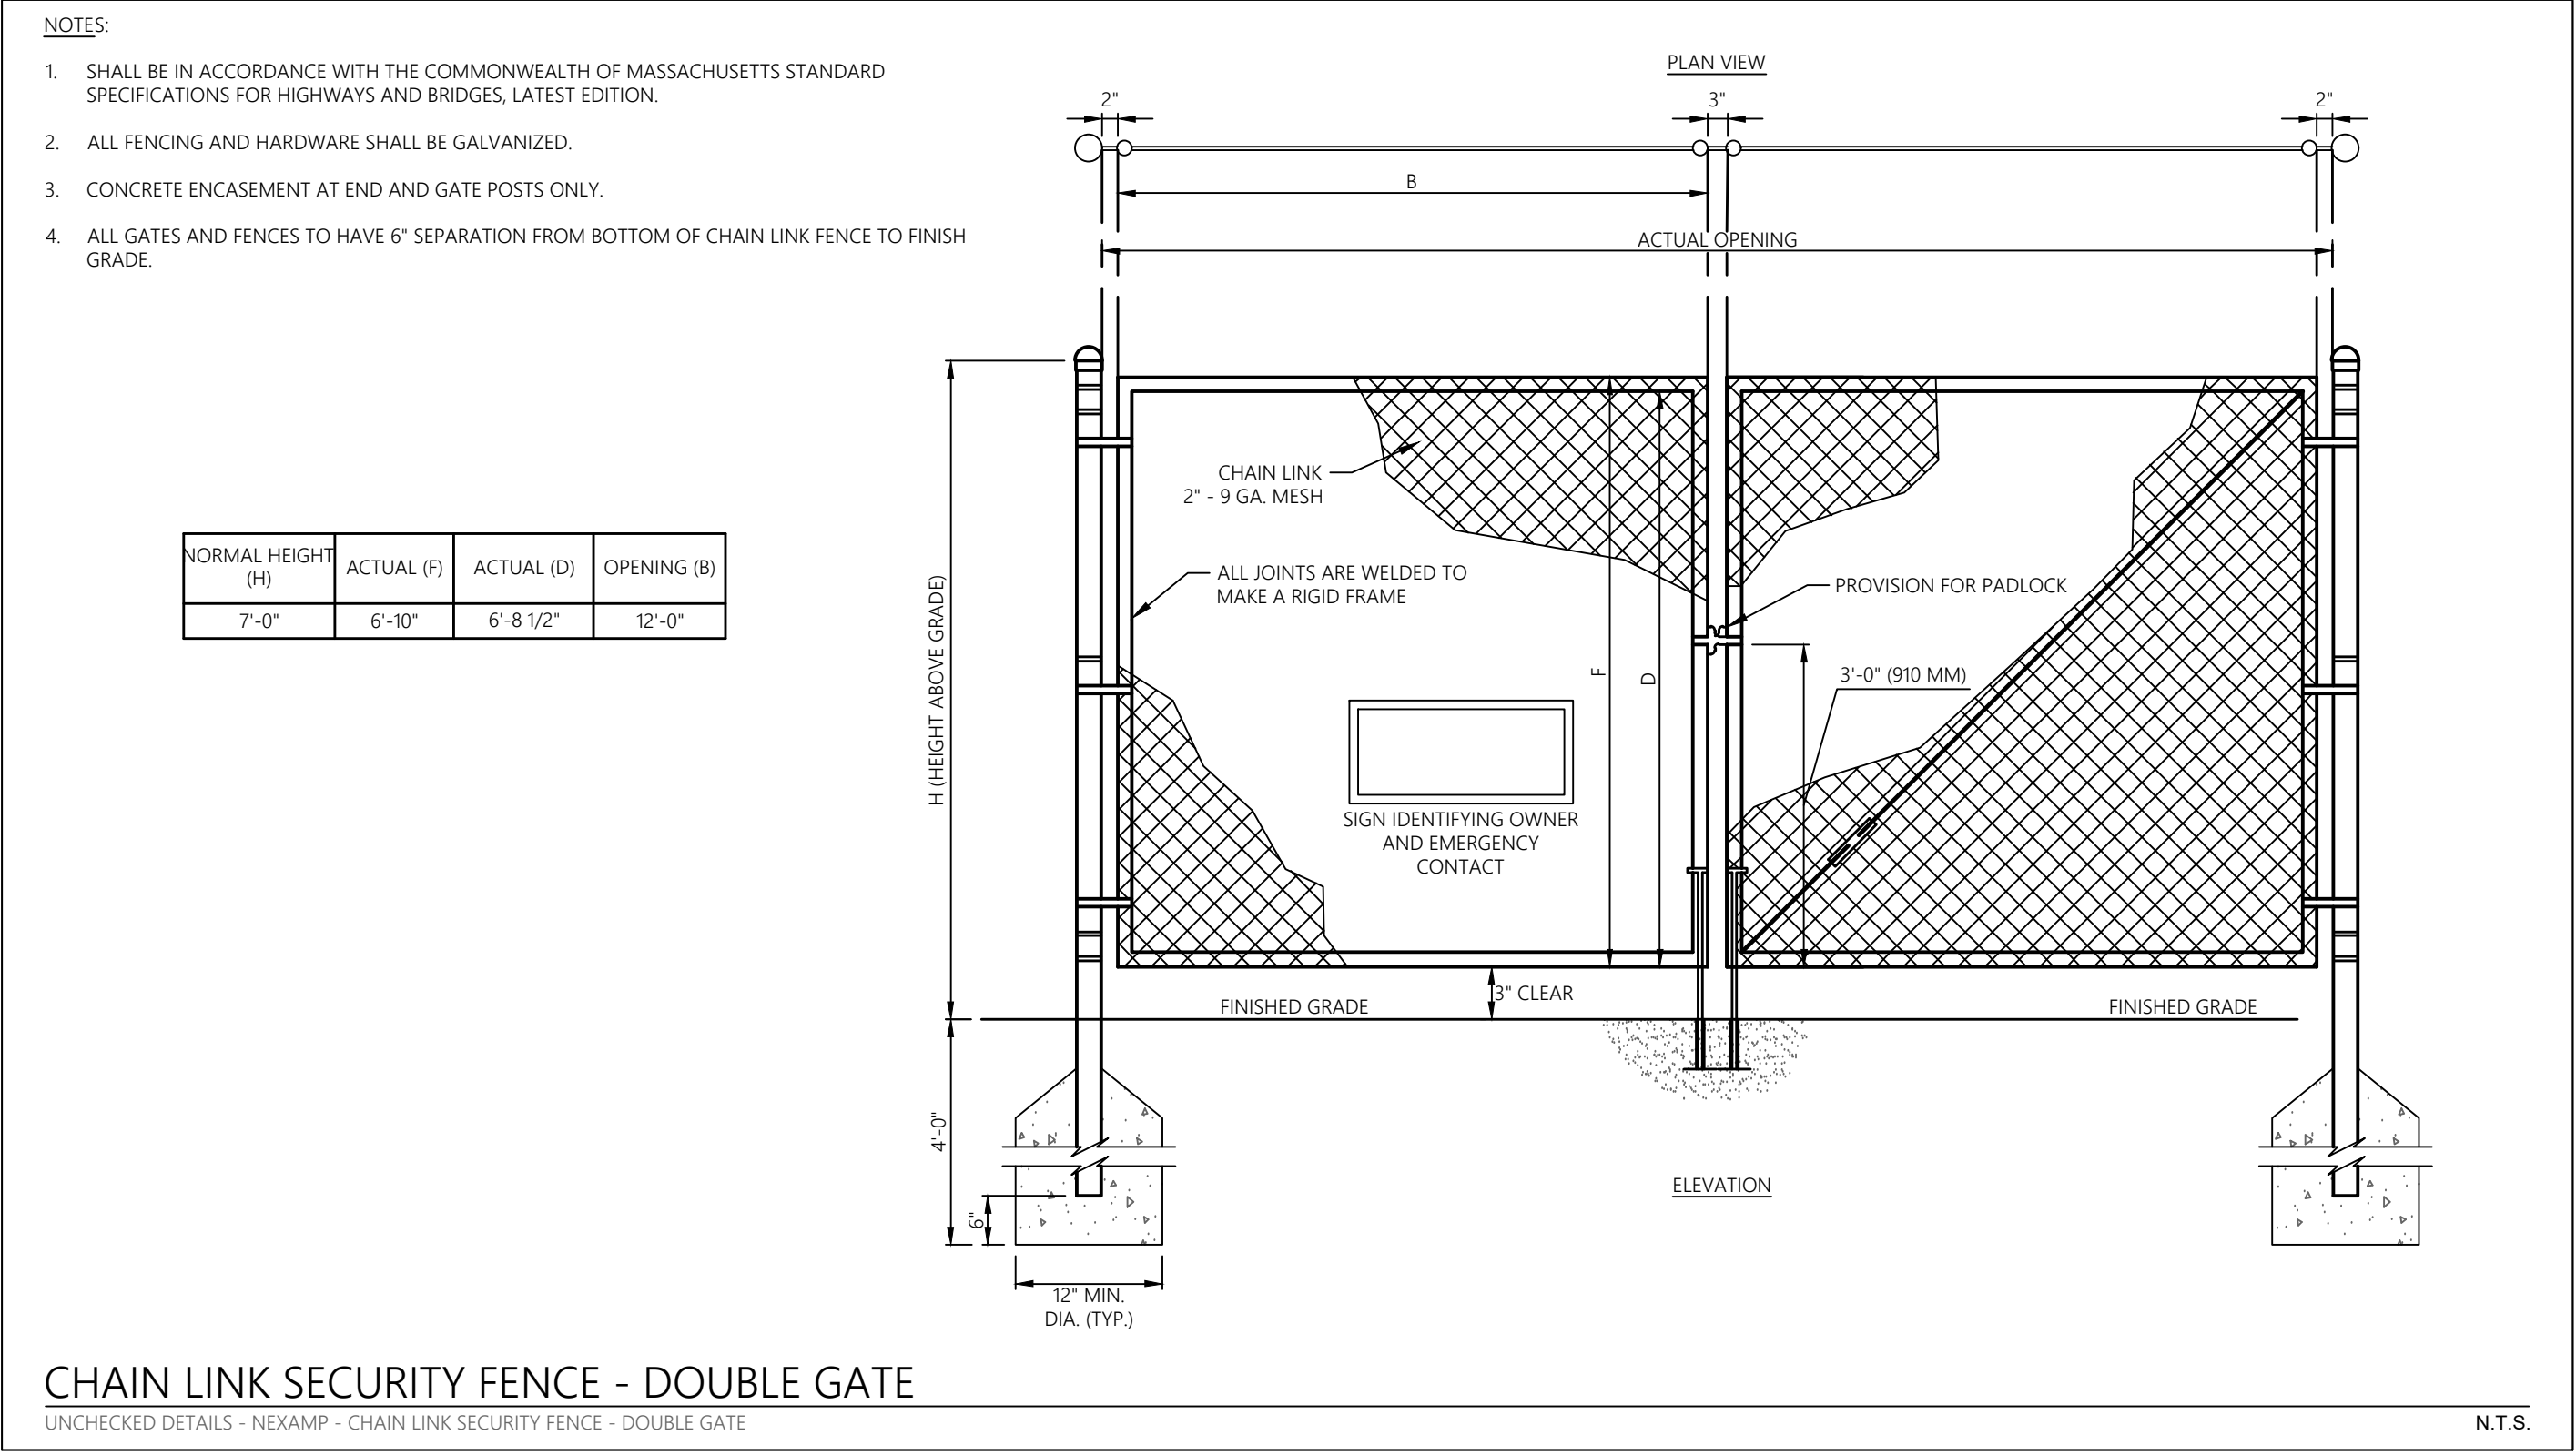 NOTES:
1. SHALL BE IN ACCORDANCE WITH THE COMMONWEALTH OF MASSACHUSETTS STANDARD
SPECIFICATIONS FOR HIGHWAYS AND BRIDGES, LATEST EDITION.
2. ALL FENCING AND HARDWARE SHALL BE GALVANIZED.
3. CONCRETE ENCASEMENT AT END AND GATE POSTS ONLY.
4. ALL GATES AND FENCES TO HAVE 6" SEPARATION FROM BOTTOM OF CHAIN LINK FENCE TO FINISH
GRADE.
PLAN VIEW
2"
3"
2"
B
ACTUAL OPENING
NORMAL HEIGHT
(H)
ACTUAL (F)
ACTUAL (D)
OPENING (B)
7'-0"
6'-10"
6'-8 1/2"
12'-0"
H (HEIGHT ABOVE GRADE)
CHAIN LINK
2" - 9 GA. MESH
ALL JOINTS ARE WELDED TO
MAKE A RIGID FRAME
PROVISION FOR PADLOCK
F
D
3'-0" (910 MM)
SIGN IDENTIFYING OWNER
AND EMERGENCY
CONTACT
3" CLEAR
FINISHED GRADE
FINISHED GRADE
4'-0"
6"
ELEVATION
12" MIN.
DIA. (TYP.)
CHAIN LINK SECURITY FENCE - DOUBLE GATE
UNCHECKED DETAILS - NEXAMP - CHAIN LINK SECURITY FENCE - DOUBLE GATE
N.T.S.